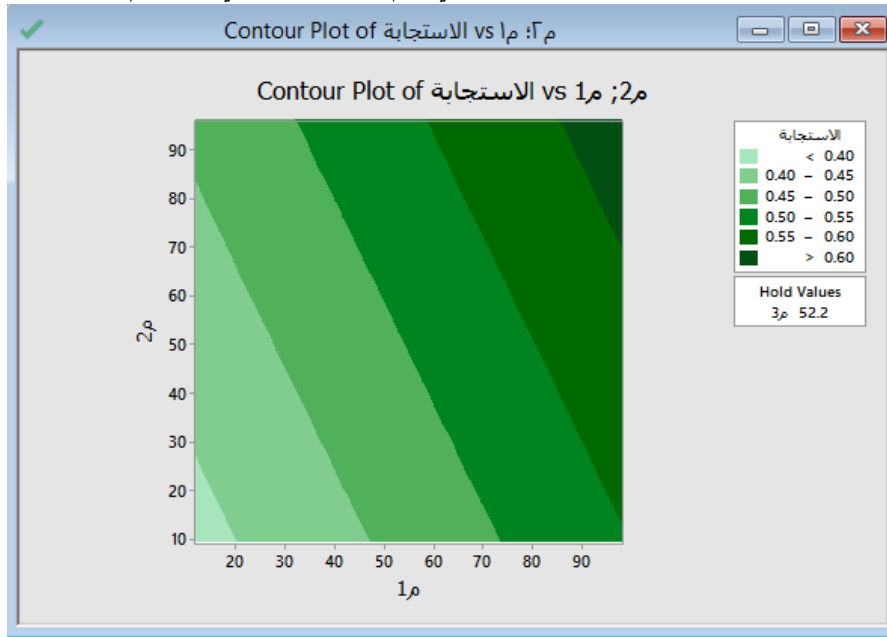 Contour Plot of الاستجابة vs م١ ;م٢
Contour Plot of الاستجابة vs م1 ;م2
90
80
70
60
50
40
30
20
10
م2
20 30 40 50 60 70 80 90
م1
الاستجابة
< 0.40
0.40 – 0.45
0.45 – 0.50
0.50 – 0.55
0.55 – 0.60
> 0.60
Hold Values
م3 52.2